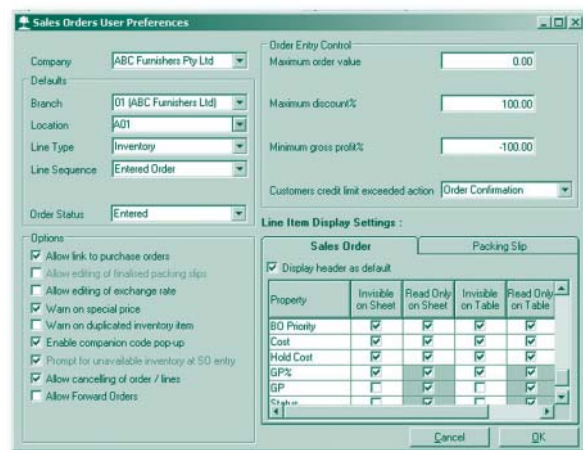 Sales Orders User Preferences
Company
ABC Furnishers Pty Ltd
Defaults
Branch
01 (ABC Furnishers Ltd)
Location
A01
Line Type
Inventory
Line Sequence
Entered Order
Order Status
Entered
Options
Allow link to purchase orders
Allow editing of finalised packing slips
Allow editing of exchange rate
Warn on special price
Warn on duplicated inventory item
Enable companion code pop-up
Prompt for unavailable inventory at SO entry
Allow cancelling of order / lines
Allow Forward Orders
Order Entry Control
Maximum order value
0.00
Maximum discount%
100.00
Minimum gross profit%
-100.00
Customers credit limit exceeded action
Order Confirmation
Line Item Display Settings :
Sales Order
Packing Slip
Display header as default
Property
Invisible on Sheet
Read Only on Sheet
Invisible on Table
Read Only on Table
BO Priority
Cost
Hold Cost
GP%
GP
Status
Cancel
OK